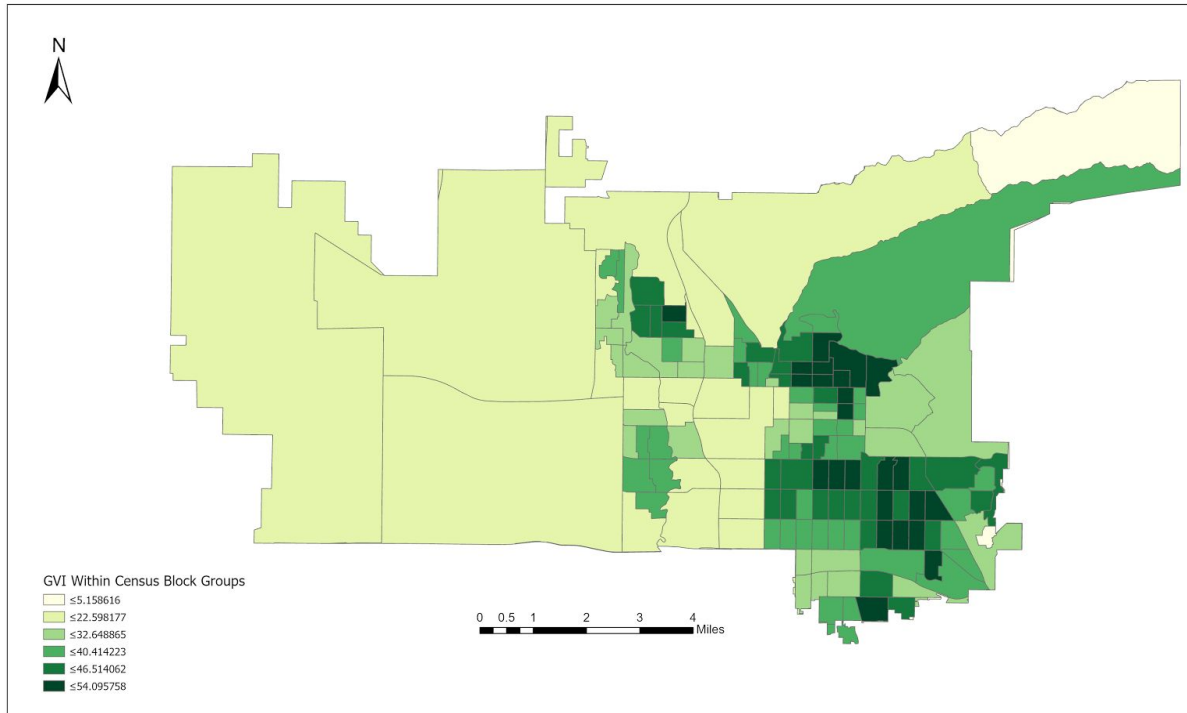 N
GVI Within Census Block Groups
≤5.158616
≤22.598177
≤32.648865
≤40.414223
≤46.514062
≤54.095758
0 0.5 1 2 3 4
Miles